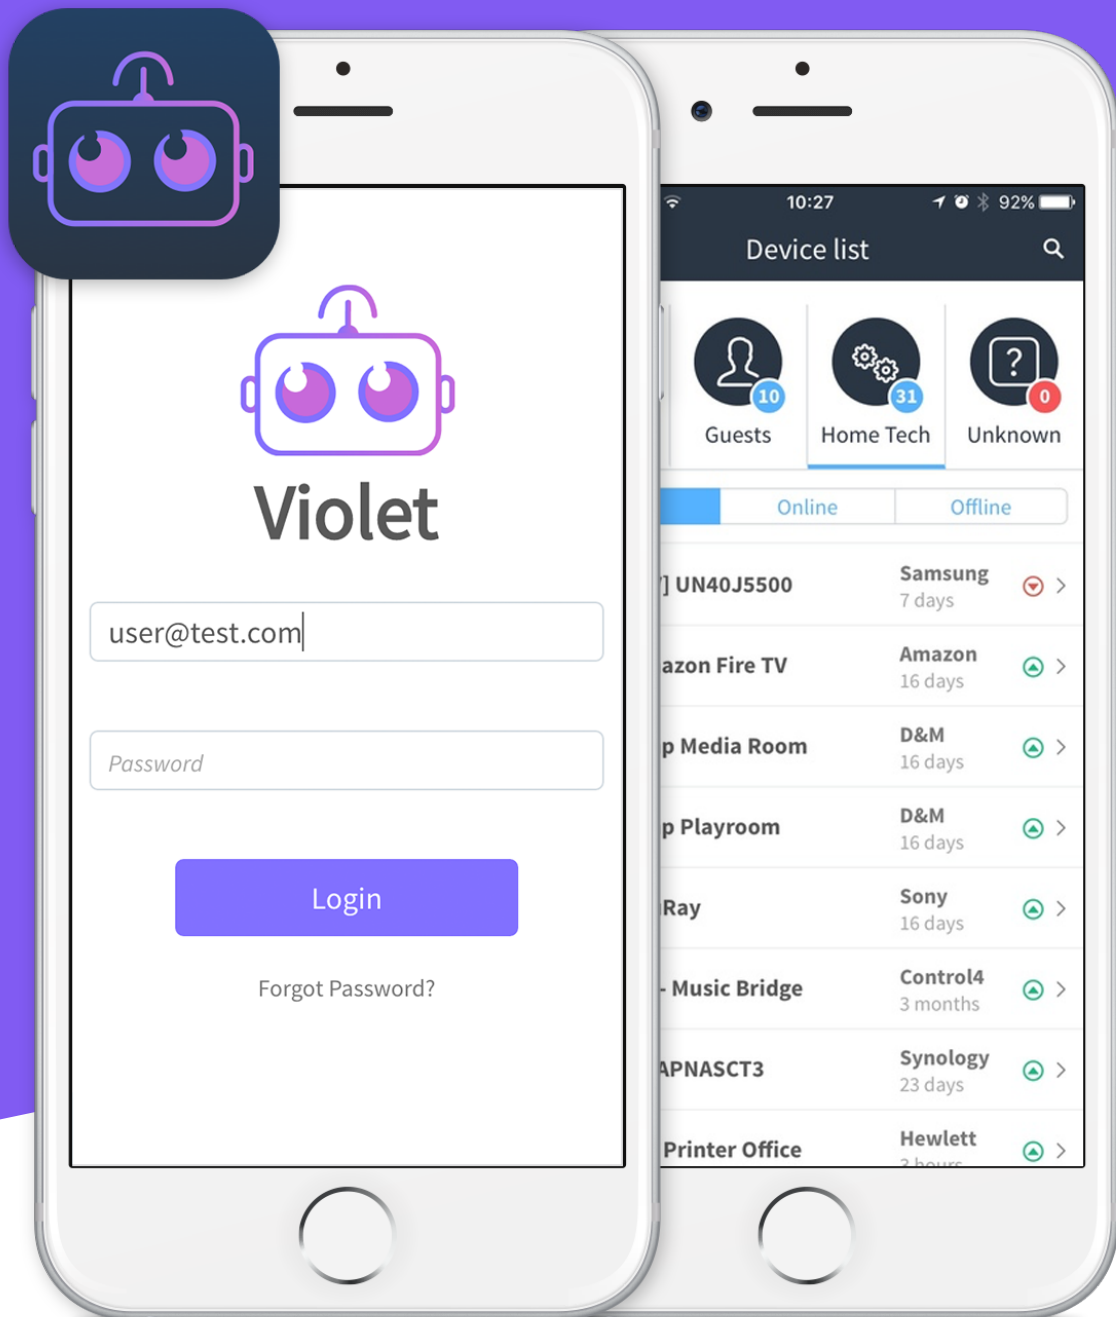 Violet
user@test.com
Password
Login
Forgot Password?
10:27
92%
Device list
10
31
?
0
Guests
Home Tech
Unknown
Online
Offline
] UN40J5500
Samsung
7 days
azon Fire TV
Amazon
16 days
p Media Room
D&M
16 days
p Playroom
D&M
16 days
Ray
Sony
16 days
- Music Bridge
Control4
3 months
APNASCT3
Synology
23 days
Printer Office
Hewlett
3 hours